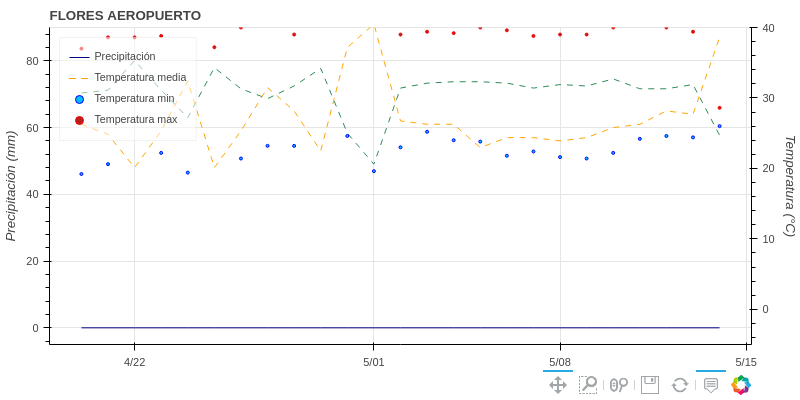 FLORES AEROPUERTO
Precipitación
Temperatura media
Temperatura min
Temperatura max
Precipitación (mm)
80
60
40
20
0
40
30
20
10
0
Temperatura (°C)
4/22
5/01
5/08
5/15